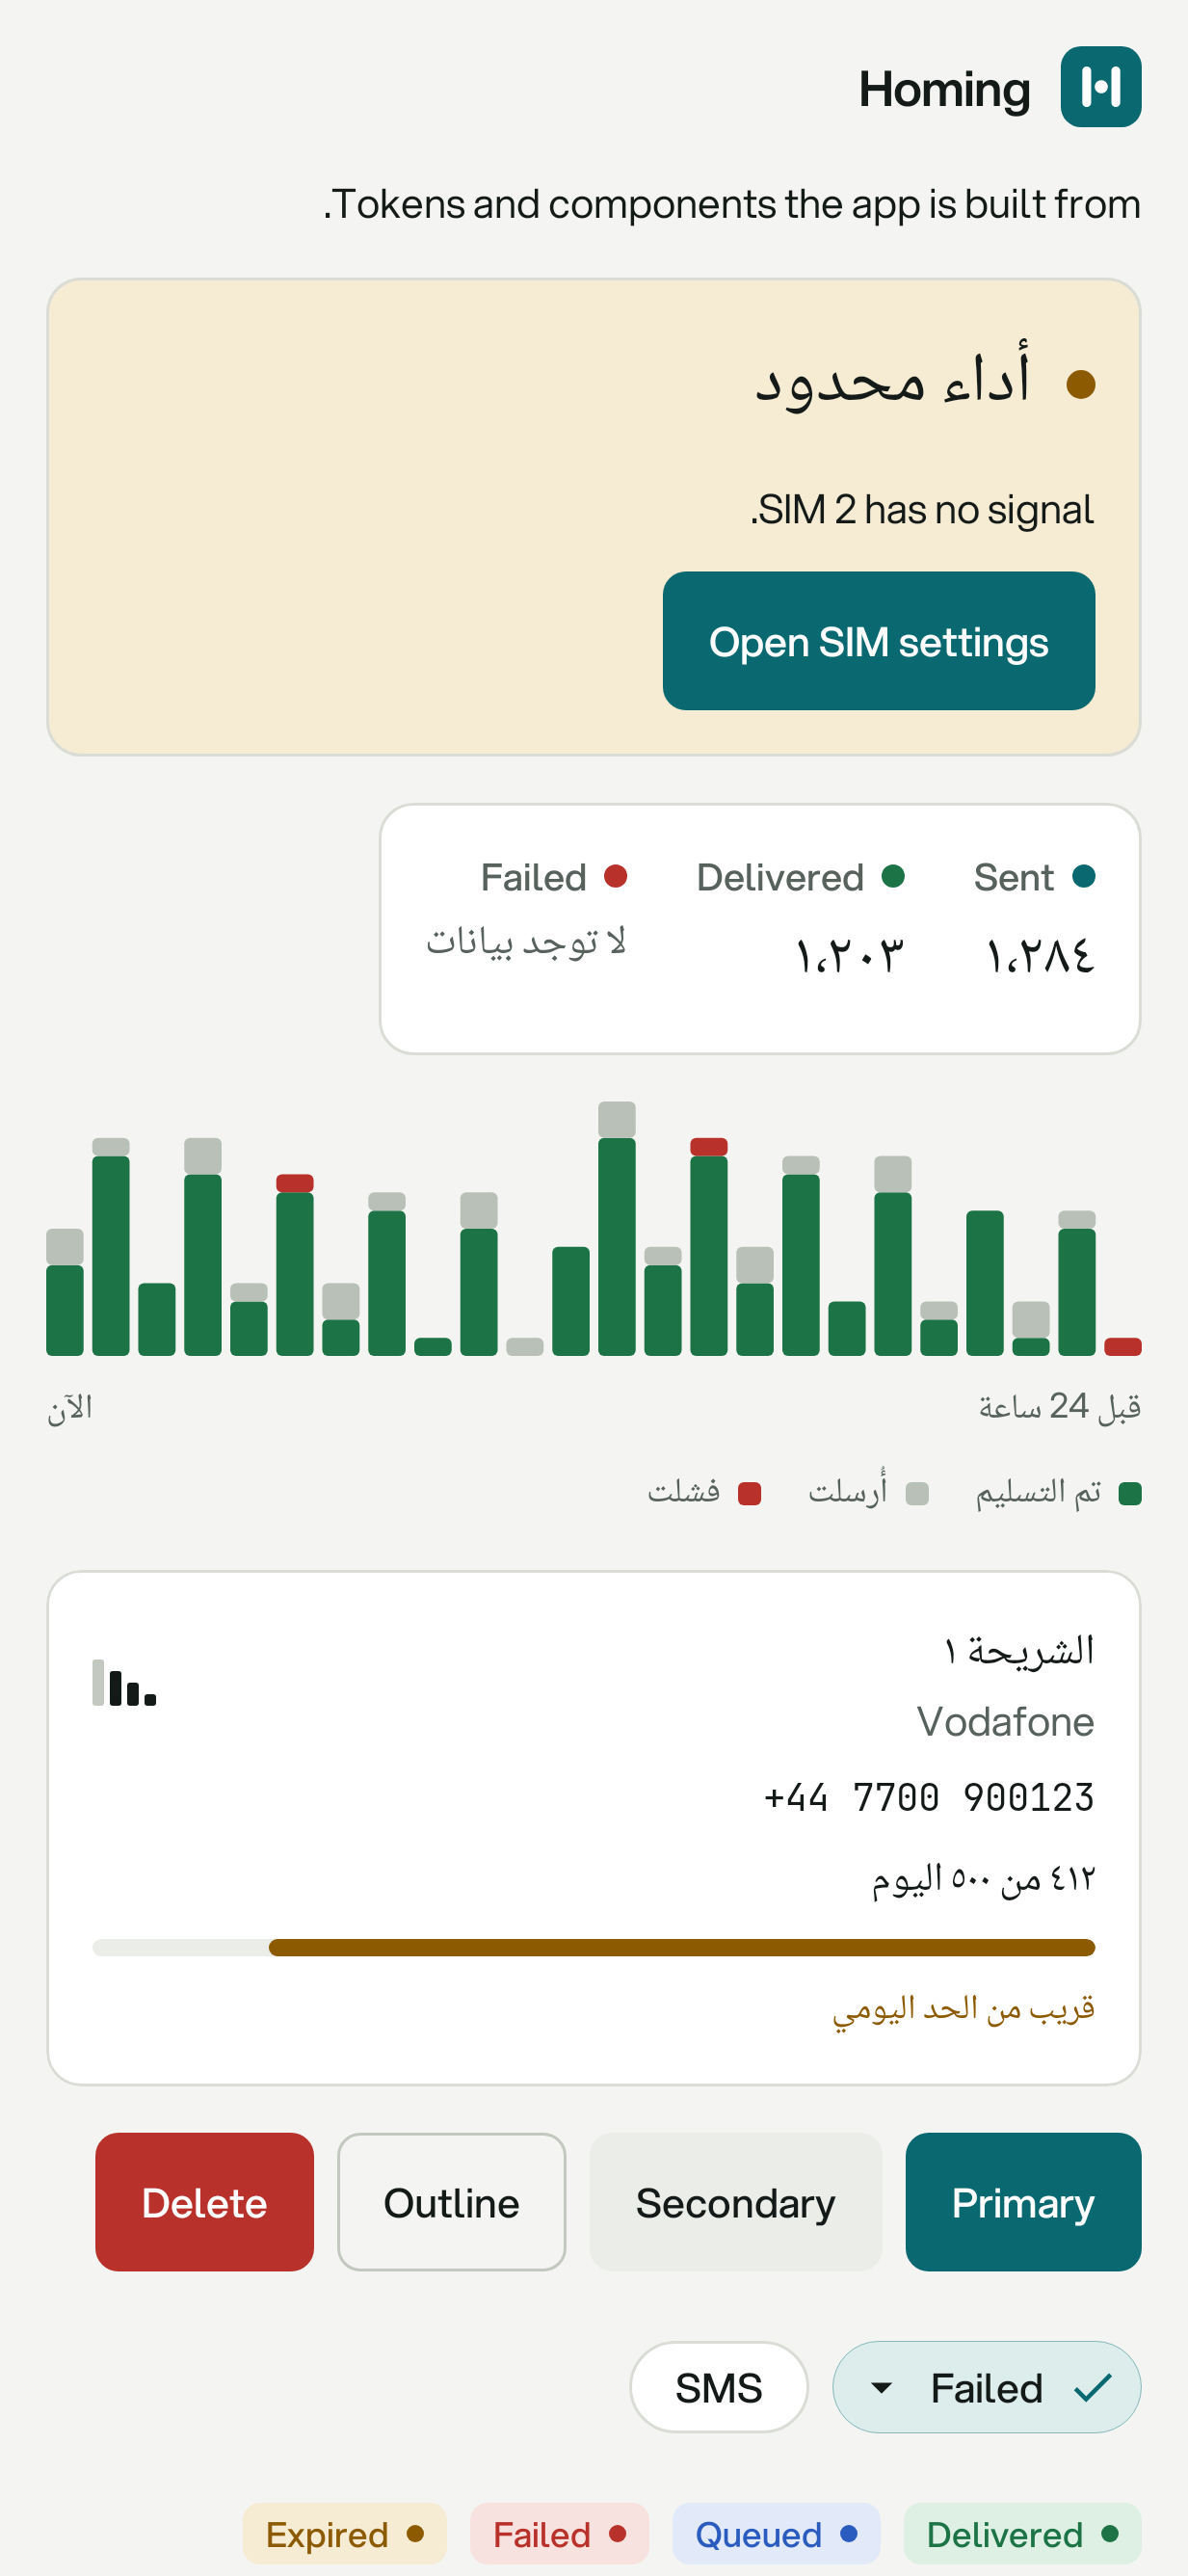 Homing
Tokens and components the app is built from.
أداء محدود
SIM 2 has no signal.
Open SIM settings
Sent Delivered Failed
١،٢٨٤ ١،٢٠٣ لا توجد بيانات
قبل 24 ساعة الآن
تم التسليم أُرسلت فشلت
الشريحة ١
Vodafone
+44 7700 900123
٤١٢ من ٥٠٠ اليوم
قريب من الحد اليومي
Primary Secondary Outline Delete
Failed SMS
Delivered Queued Failed Expired